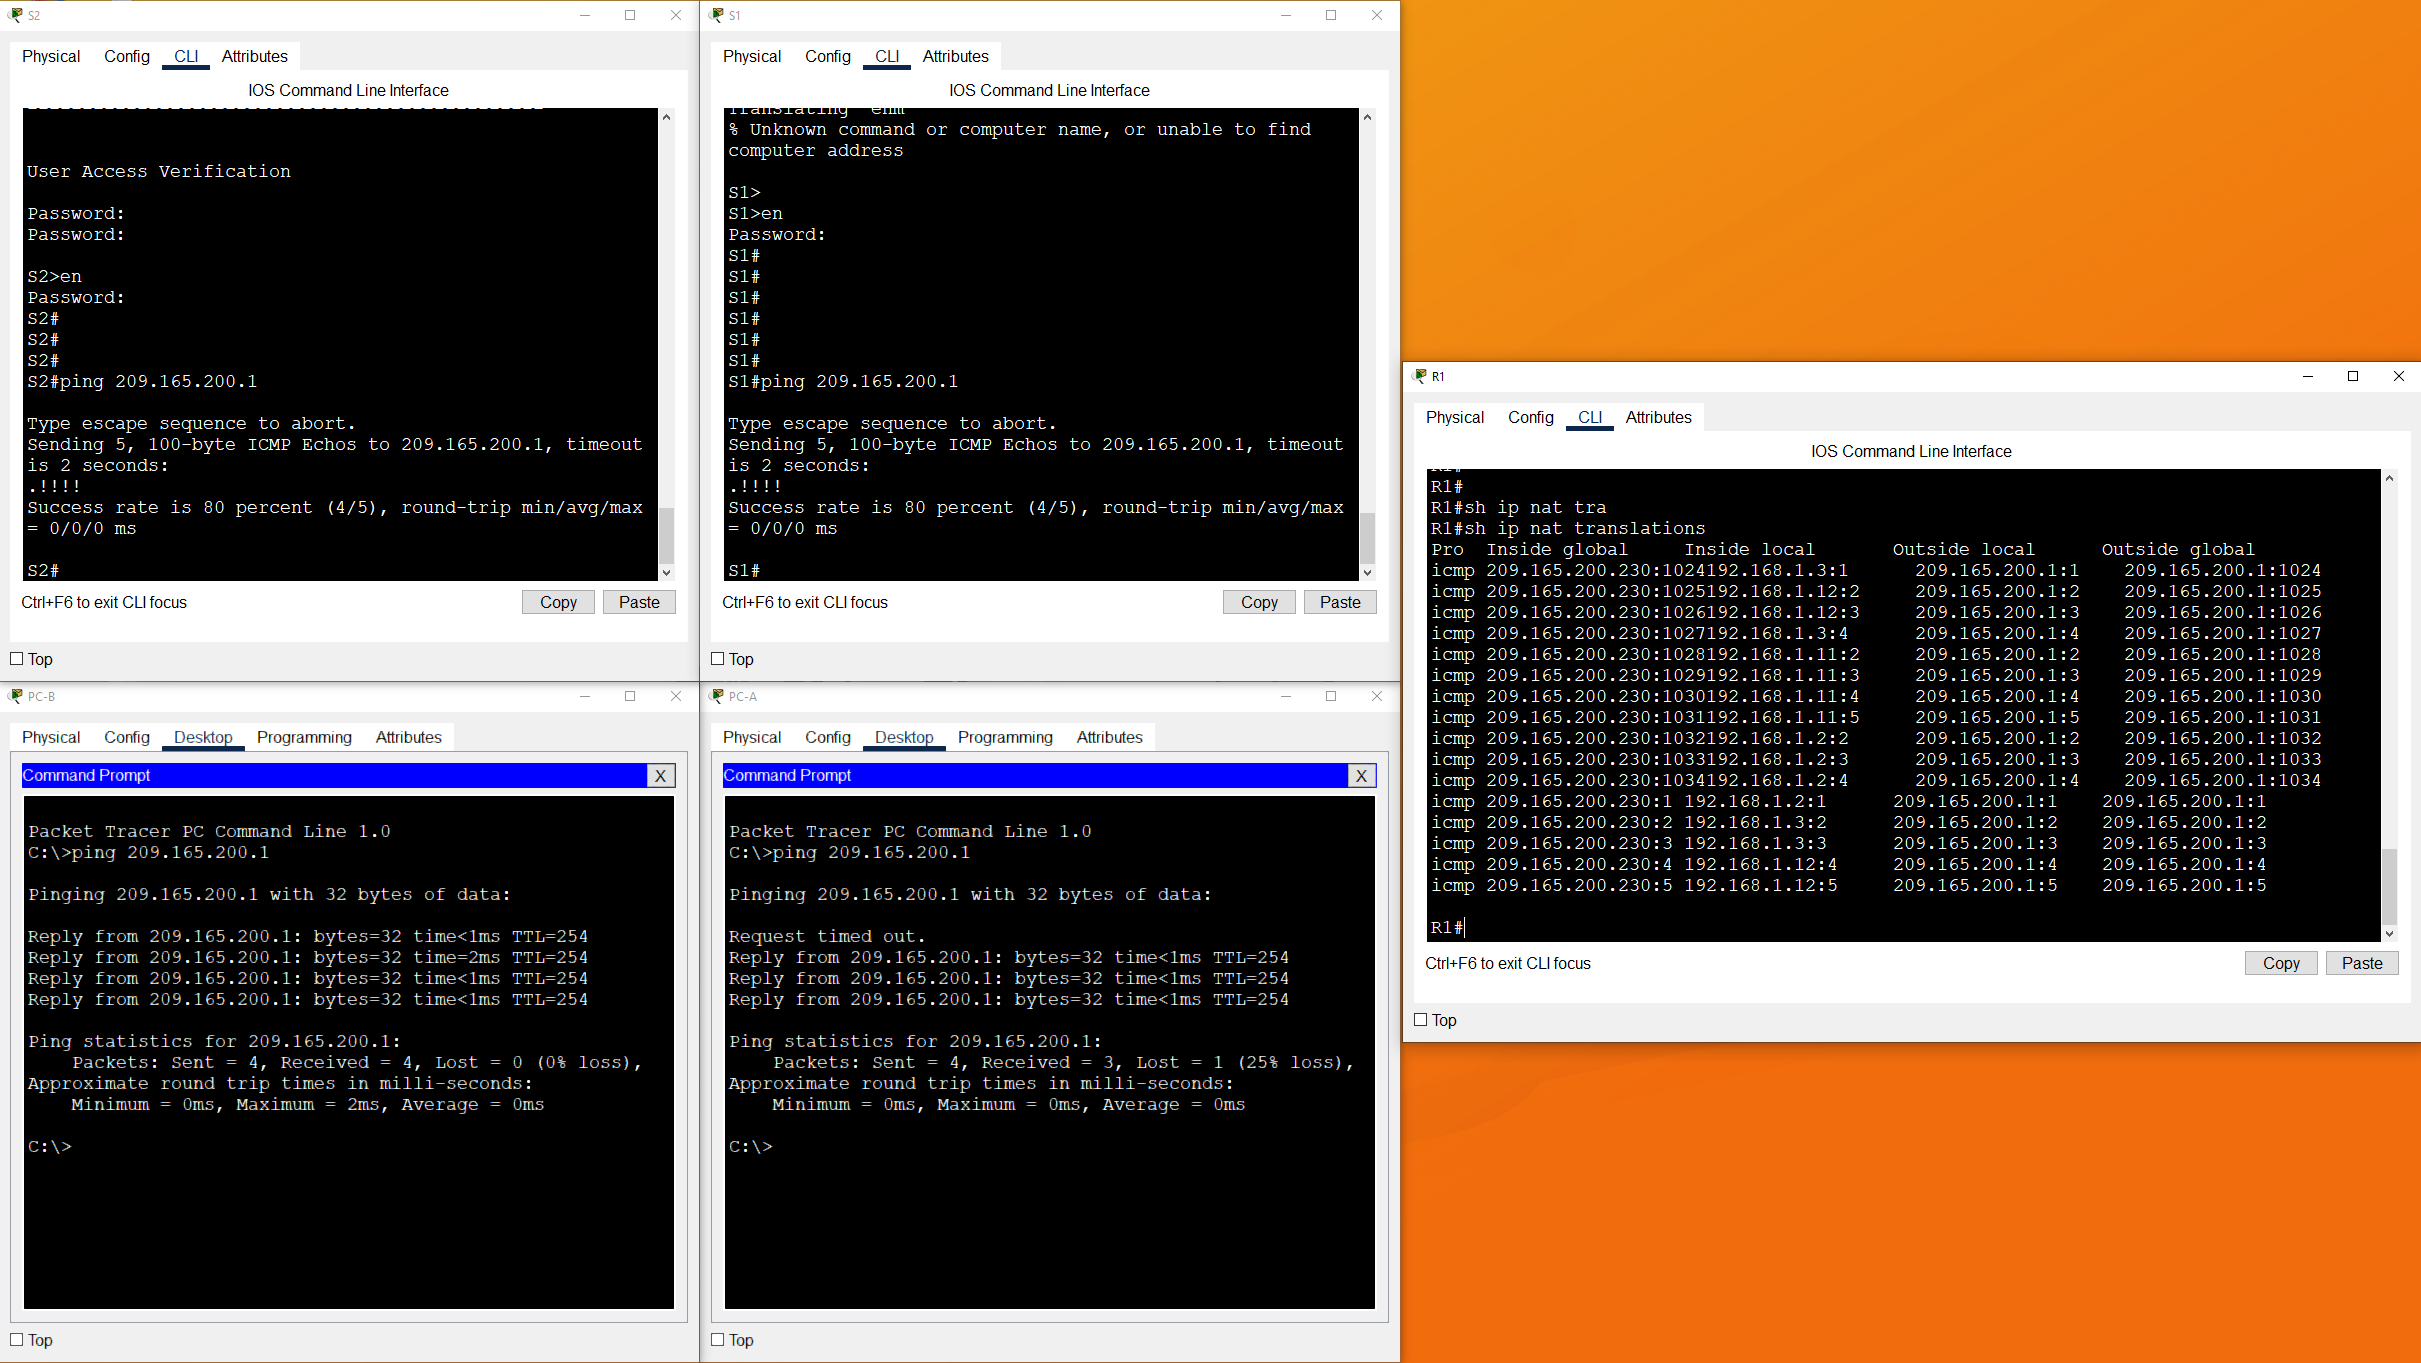 S2
Physical Config CLI Attributes
IOS Command Line Interface
User Access Verification
Password:
Password:
S2>en
Password:
S2#
S2#
S2#
S2#ping 209.165.200.1
Type escape sequence to abort.
Sending 5, 100-byte ICMP Echos to 209.165.200.1, timeout
is 2 seconds:
.!!!!
Success rate is 80 percent (4/5), round-trip min/avg/max
= 0/0/0 ms
S2#
Ctrl+F6 to exit CLI focus
Copy Paste
Top
S1
Physical Config CLI Attributes
IOS Command Line Interface
Translating "enm"
% Unknown command or computer name, or unable to find
computer address
S1>
S1>en
Password:
S1#
S1#
S1#
S1#
S1#
S1#
S1#ping 209.165.200.1
Type escape sequence to abort.
Sending 5, 100-byte ICMP Echos to 209.165.200.1, timeout
is 2 seconds:
.!!!!
Success rate is 80 percent (4/5), round-trip min/avg/max
= 0/0/0 ms
S1#
Ctrl+F6 to exit CLI focus
Copy Paste
Top
PC-B
Physical Config Desktop Programming Attributes
Command Prompt X
Packet Tracer PC Command Line 1.0
C:\>ping 209.165.200.1
Pinging 209.165.200.1 with 32 bytes of data:
Reply from 209.165.200.1: bytes=32 time<1ms TTL=254
Reply from 209.165.200.1: bytes=32 time=2ms TTL=254
Reply from 209.165.200.1: bytes=32 time<1ms TTL=254
Reply from 209.165.200.1: bytes=32 time<1ms TTL=254
Ping statistics for 209.165.200.1:
Packets: Sent = 4, Received = 4, Lost = 0 (0% loss),
Approximate round trip times in milli-seconds:
Minimum = 0ms, Maximum = 2ms, Average = 0ms
C:\>
Top
PC-A
Physical Config Desktop Programming Attributes
Command Prompt X
Packet Tracer PC Command Line 1.0
C:\>ping 209.165.200.1
Pinging 209.165.200.1 with 32 bytes of data:
Request timed out.
Reply from 209.165.200.1: bytes=32 time<1ms TTL=254
Reply from 209.165.200.1: bytes=32 time<1ms TTL=254
Reply from 209.165.200.1: bytes=32 time<1ms TTL=254
Ping statistics for 209.165.200.1:
Packets: Sent = 4, Received = 3, Lost = 1 (25% loss),
Approximate round trip times in milli-seconds:
Minimum = 0ms, Maximum = 0ms, Average = 0ms
C:\>
Top
R1
Physical Config CLI Attributes
IOS Command Line Interface
R1#
R1#
R1#sh ip nat tra
R1#sh ip nat translations
Pro Inside global Inside local Outside local Outside global
icmp 209.165.200.230:1024192.168.1.3:1 209.165.200.1:1 209.165.200.1:1024
icmp 209.165.200.230:1025192.168.1.12:2 209.165.200.1:2 209.165.200.1:1025
icmp 209.165.200.230:1026192.168.1.12:3 209.165.200.1:3 209.165.200.1:1026
icmp 209.165.200.230:1027192.168.1.3:4 209.165.200.1:4 209.165.200.1:1027
icmp 209.165.200.230:1028192.168.1.11:2 209.165.200.1:2 209.165.200.1:1028
icmp 209.165.200.230:1029192.168.1.11:3 209.165.200.1:3 209.165.200.1:1029
icmp 209.165.200.230:1030192.168.1.11:4 209.165.200.1:4 209.165.200.1:1030
icmp 209.165.200.230:1031192.168.1.11:5 209.165.200.1:5 209.165.200.1:1031
icmp 209.165.200.230:1032192.168.1.2:2 209.165.200.1:2 209.165.200.1:1032
icmp 209.165.200.230:1033192.168.1.2:3 209.165.200.1:3 209.165.200.1:1033
icmp 209.165.200.230:1034192.168.1.2:4 209.165.200.1:4 209.165.200.1:1034
icmp 209.165.200.230:1 192.168.1.2:1 209.165.200.1:1 209.165.200.1:1
icmp 209.165.200.230:2 192.168.1.3:2 209.165.200.1:2 209.165.200.1:2
icmp 209.165.200.230:3 192.168.1.3:3 209.165.200.1:3 209.165.200.1:3
icmp 209.165.200.230:4 192.168.1.12:4 209.165.200.1:4 209.165.200.1:4
icmp 209.165.200.230:5 192.168.1.12:5 209.165.200.1:5 209.165.200.1:5
R1#
Ctrl+F6 to exit CLI focus
Copy Paste
Top